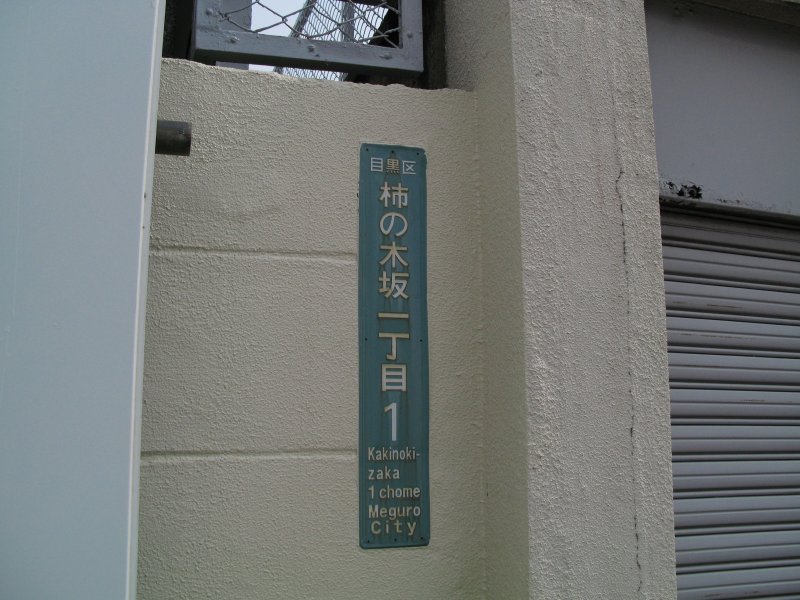 目黒区
柿の木坂一丁目1
Kakinoki-
zaka
1 chome
Meguro
City